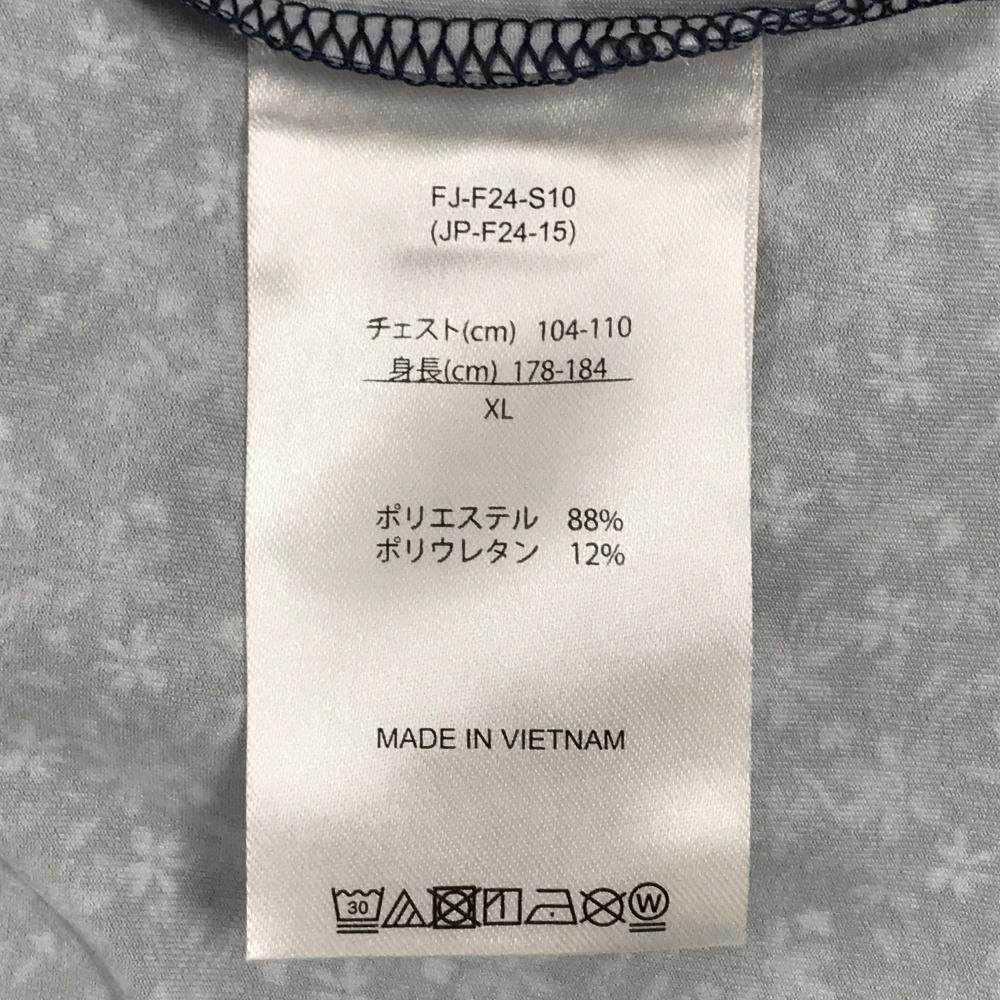 FJ-F24-S10
(JP-F24-15)
チェスト(cm) 104-110
身長(cm) 178-184
XL
ポリエステル 88%
ポリウレタン 12%
MADE IN VIETNAM
30 W